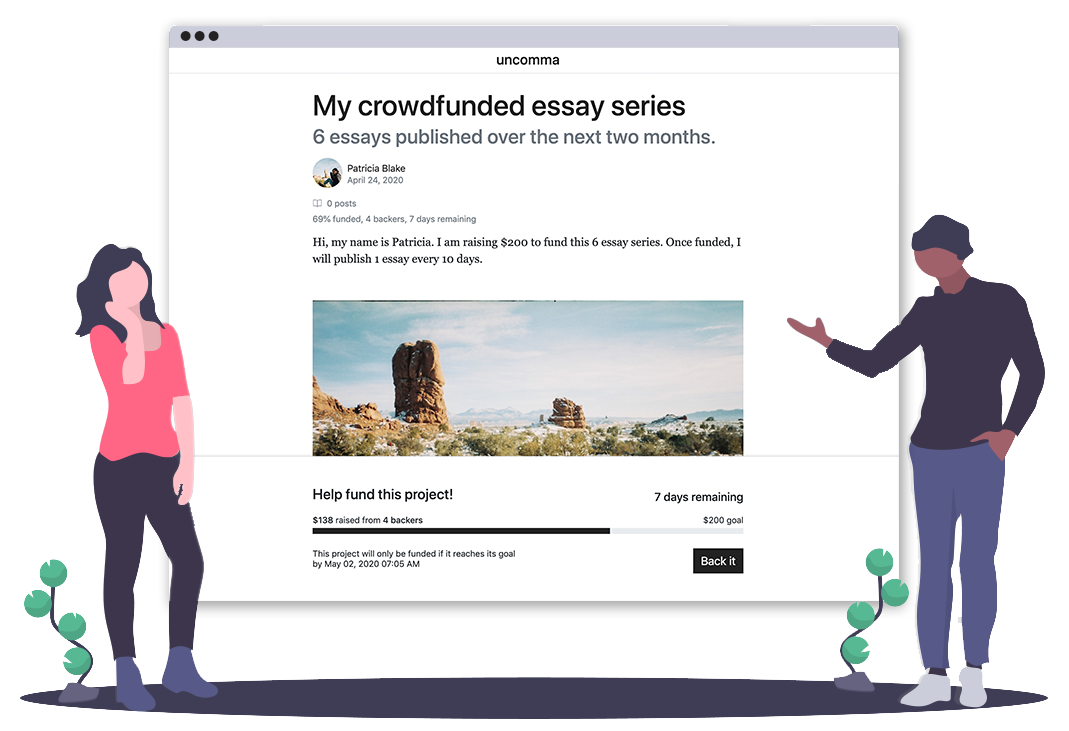 uncomma
My crowdfunded essay series
6 essays published over the next two months.
Patricia Blake
April 24, 2020
0 posts
69% funded, 4 backers, 7 days remaining
Hi, my name is Patricia. I am raising $200 to fund this 6 essay series. Once funded, I
will publish 1 essay every 10 days.
Help fund this project!
7 days remaining
$138 raised from 4 backers
$200 goal
This project will only be funded if it reaches its goal
by May 02, 2020 07:05 AM
Back it